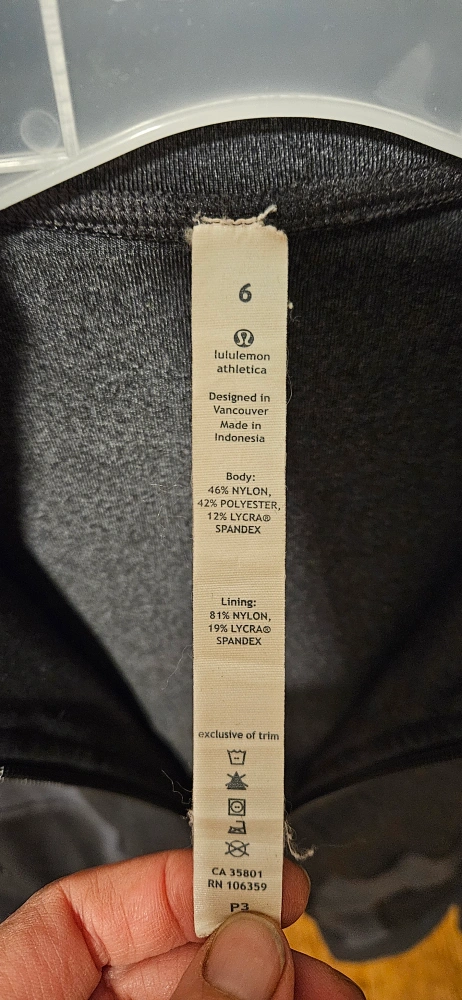 6
lululemon
athletica
Designed in
Vancouver
Made in
Indonesia
Body:
46% NYLON,
42% POLYESTER,
12% LYCRA®
SPANDEX
Lining:
81% NYLON,
19% LYCRA®
SPANDEX
exclusive of trim
CA 35801
RN 106359
P3